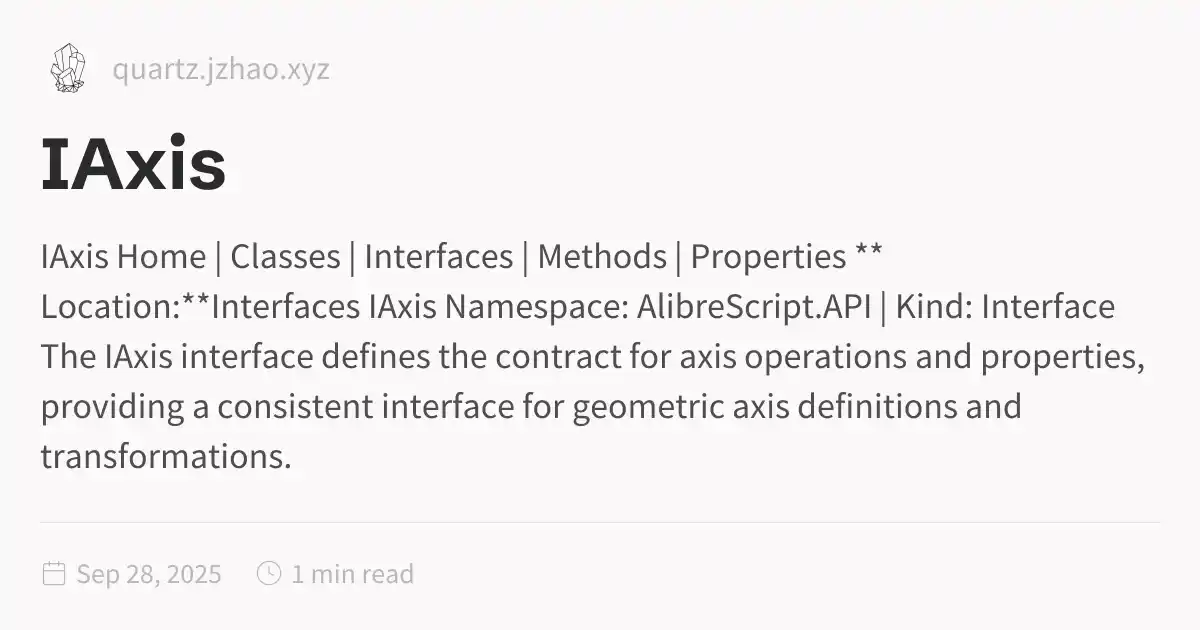 quartz.jzhao.xyz
IAxis
IAxis Home | Classes | Interfaces | Methods | Properties **
Location:**Interfaces IAxis Namespace: AlibreScript.API | Kind: Interface
The IAxis interface defines the contract for axis operations and properties,
providing a consistent interface for geometric axis definitions and
transformations.
Sep 28, 2025 1 min read